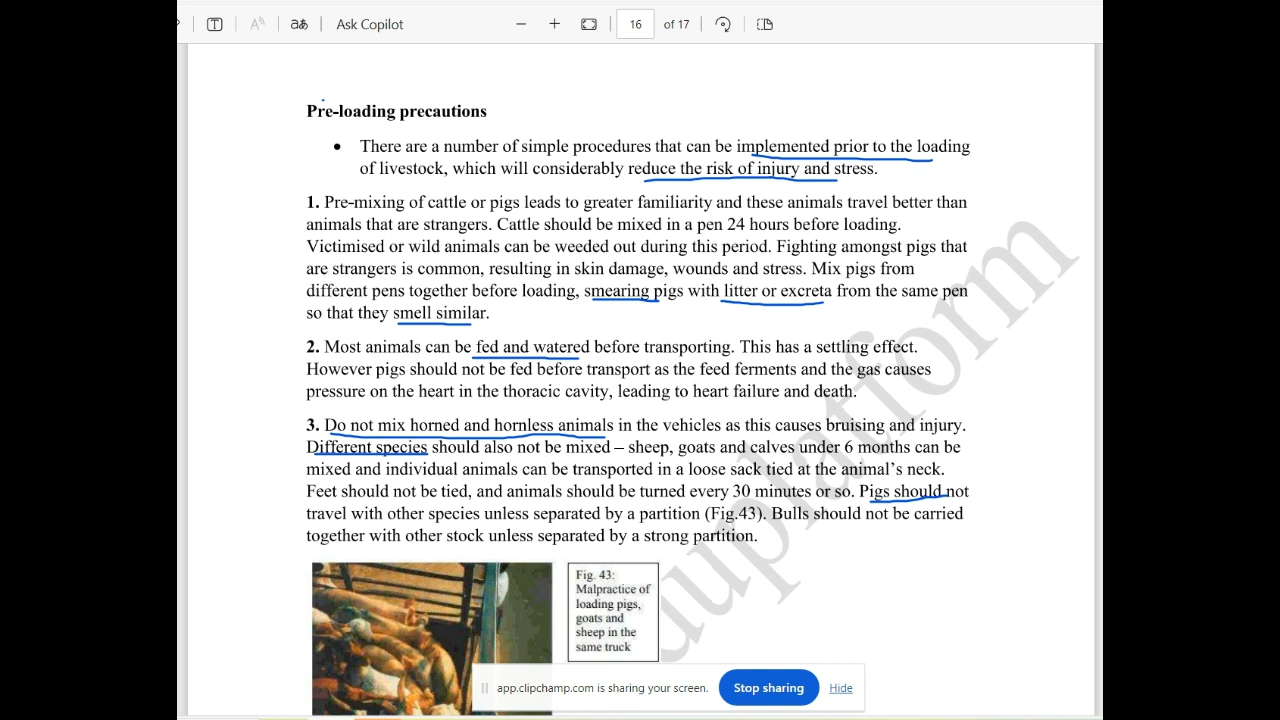 Ask Copilot
16 of 17
Pre-loading precautions
• There are a number of simple procedures that can be implemented prior to the loading
of livestock, which will considerably reduce the risk of injury and stress.
1. Pre-mixing of cattle or pigs leads to greater familiarity and these animals travel better than
animals that are strangers. Cattle should be mixed in a pen 24 hours before loading.
Victimised or wild animals can be weeded out during this period. Fighting amongst pigs that
are strangers is common, resulting in skin damage, wounds and stress. Mix pigs from
different pens together before loading, smearing pigs with litter or excreta from the same pen
so that they smell similar.
2. Most animals can be fed and watered before transporting. This has a settling effect.
However pigs should not be fed before transport as the feed ferments and the gas causes
pressure on the heart in the thoracic cavity, leading to heart failure and death.
3. Do not mix horned and hornless animals in the vehicles as this causes bruising and injury.
Different species should also not be mixed – sheep, goats and calves under 6 months can be
mixed and individual animals can be transported in a loose sack tied at the animal's neck.
Feet should not be tied, and animals should be turned every 30 minutes or so. Pigs should not
travel with other species unless separated by a partition (Fig.43). Bulls should not be carried
together with other stock unless separated by a strong partition.
Fig. 43:
Malpractice of
loading pigs,
goats and
sheep in the
same truck
duplatform
app.clipchamp.com is sharing your screen. Stop sharing Hide